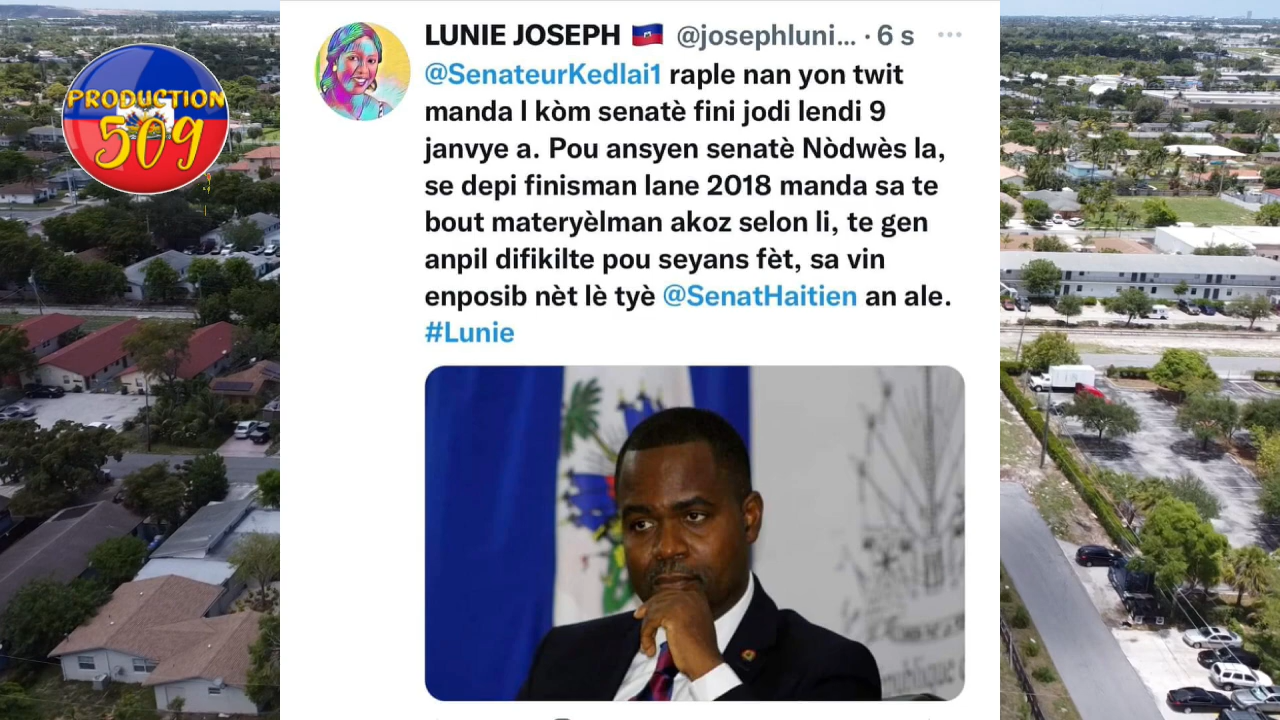 PRODUCTION
509
LUNIE JOSEPH 🇭🇹 @josephluni... · 6 s
@SenateurKedlai1 raple nan yon twit
manda l kòm senatè fini jodi lendi 9
janvye a. Pou ansyen senatè Nòdwès la,
se depi finisman lane 2018 manda sa te
bout materyèlman akoz selon li, te gen
anpil difikilte pou seyans fèt, sa vin
enposib nèt lè tyè @SenatHaitien an ale.
#Lunie